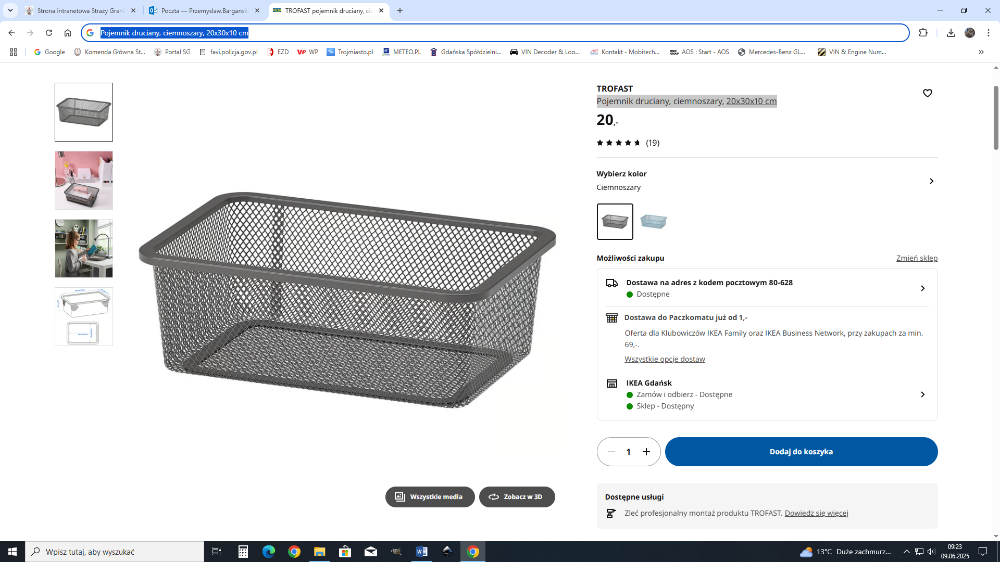 Strona intranetowa Straży Grani
Poczta — Przemyslaw.Bargansk
TROFAST pojemnik druciany, cie
Pojemnik druciany, ciemnoszary, 20x30x10 cm
Google
Komenda Główna St...
Portal SG
favi.policja.gov.pl
EZD
WP
Trojmiasto.pl
METEO.PL
Gdańska Spółdzielni...
VIN Decoder & Loo...
Kontakt - Mobitech...
AOS : Start - AOS
Mercedes-Benz GL...
VIN & Engine Num...
TROFAST
Pojemnik druciany, ciemnoszary, 20x30x10 cm
20,-
(19)
Wybierz kolor
Ciemnoszary
Możliwości zakupu
Zmień sklep
Dostawa na adres z kodem pocztowym 80-628
Dostępne
Dostawa do Paczkomatu już od 1,-
Oferta dla Klubowiczów IKEA Family oraz IKEA Business Network, przy zakupach za min.
69,-.
Wszystkie opcje dostaw
IKEA Gdańsk
Zamów i odbierz - Dostępne
Sklep - Dostępny
1
Dodaj do koszyka
Wszystkie media
Zobacz w 3D
Dostępne usługi
Zleć profesjonalny montaż produktu TROFAST. Dowiedz się więcej
Wpisz tutaj, aby wyszukać
13°C Duże zachmurz...
09:23
09.06.2025